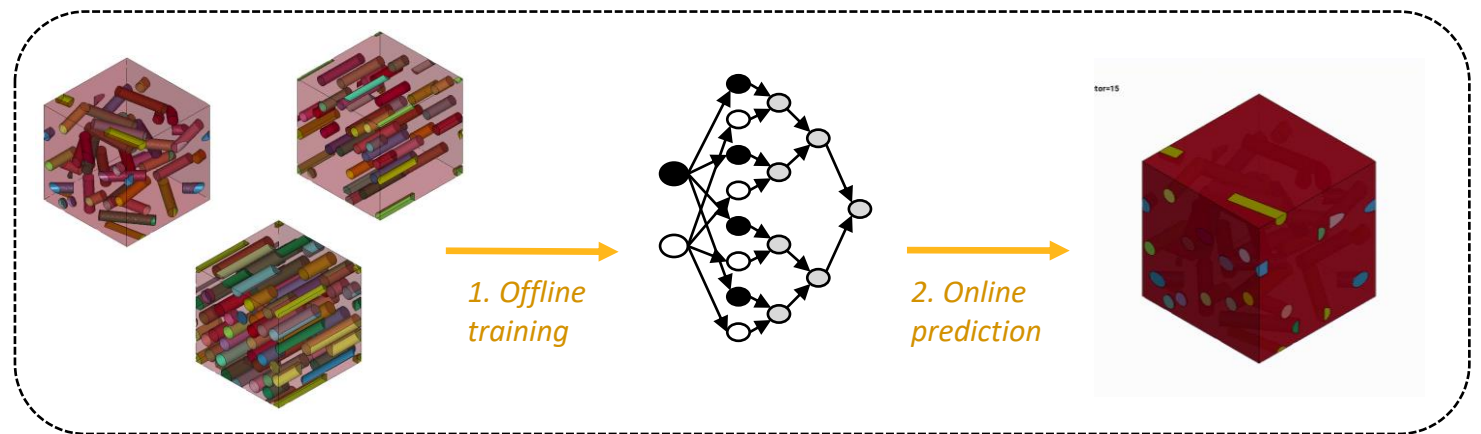 tor=15
1. Offline
training
2. Online
prediction